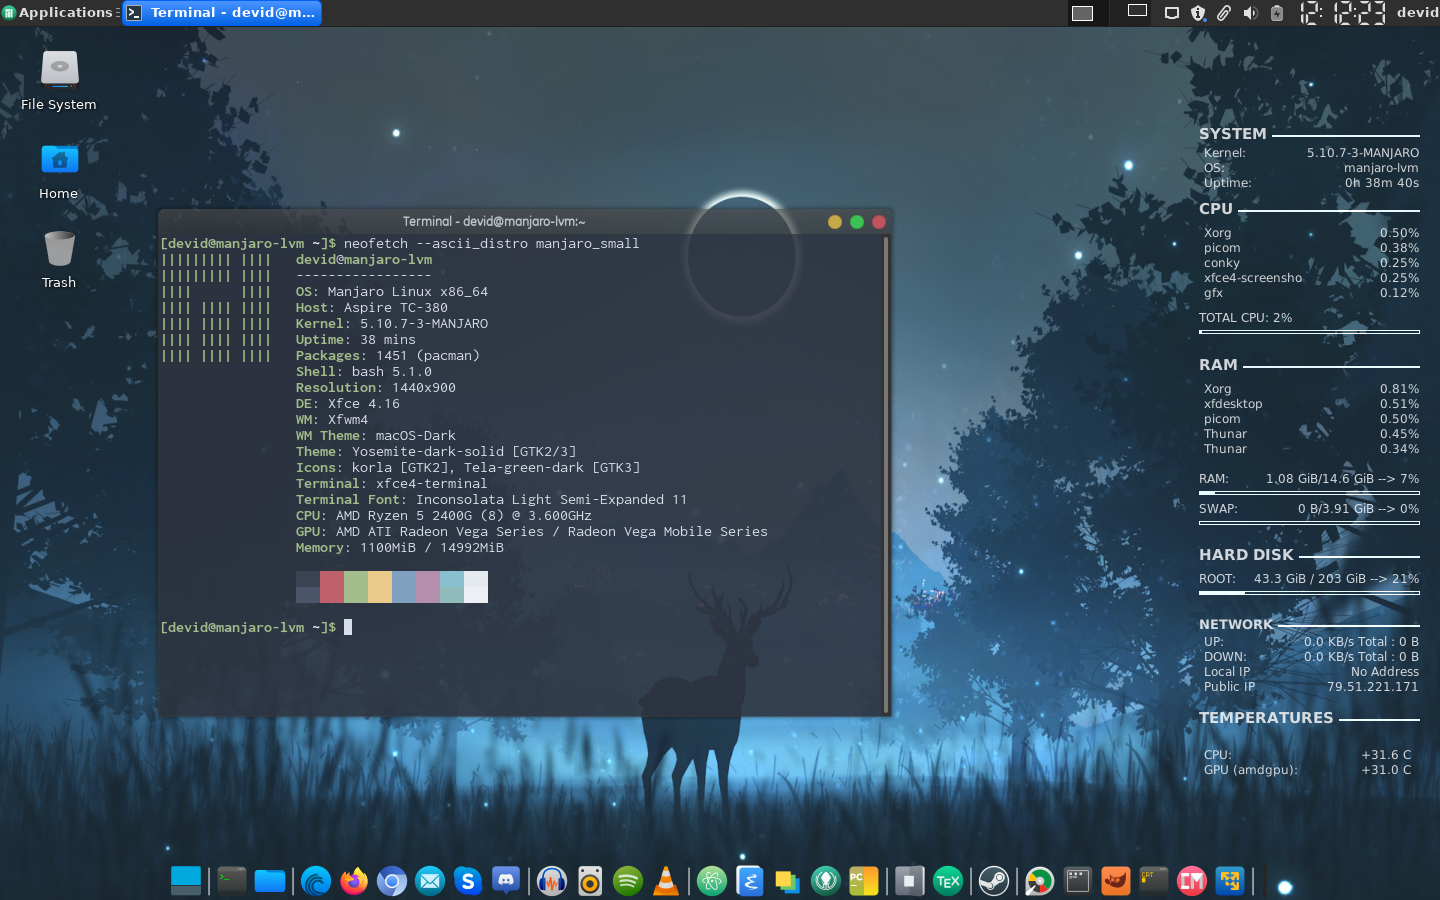 Applications
Terminal - devid@m...
12:23
devid
File System
Home
Trash
Terminal - devid@manjaro-lvm:~
[devid@manjaro-lvm ~]$ neofetch --ascii_distro manjaro_small
devid@manjaro-lvm
-----------------
OS: Manjaro Linux x86_64
Host: Aspire TC-380
Kernel: 5.10.7-3-MANJARO
Uptime: 38 mins
Packages: 1451 (pacman)
Shell: bash 5.1.0
Resolution: 1440x900
DE: Xfce 4.16
WM: Xfwm4
WM Theme: macOS-Dark
Theme: Yosemite-dark-solid [GTK2/3]
Icons: korla [GTK2], Tela-green-dark [GTK3]
Terminal: xfce4-terminal
Terminal Font: Inconsolata Light Semi-Expanded 11
CPU: AMD Ryzen 5 2400G (8) @ 3.600GHz
GPU: AMD ATI Radeon Vega Series / Radeon Vega Mobile Series
Memory: 1100MiB / 14992MiB
[devid@manjaro-lvm ~]$
SYSTEM
Kernel: 5.10.7-3-MANJARO
OS: manjaro-lvm
Uptime: 0h 38m 40s
CPU
Xorg 0.50%
picom 0.38%
conky 0.25%
xfce4-screensho 0.25%
gfx 0.12%
TOTAL CPU: 2%
RAM
Xorg 0.81%
xfdesktop 0.51%
picom 0.50%
Thunar 0.45%
Thunar 0.34%
RAM: 1.08 GiB/14.6 GiB --> 7%
SWAP: 0 B/3.91 GiB --> 0%
HARD DISK
ROOT: 43.3 GiB / 203 GiB --> 21%
NETWORK
UP: 0.0 KB/s Total : 0 B
DOWN: 0.0 KB/s Total : 0 B
Local IP No Address
Public IP 79.51.221.171
TEMPERATURES
CPU: +31.6 C
GPU (amdgpu): +31.0 C
PC
TEX
CRT